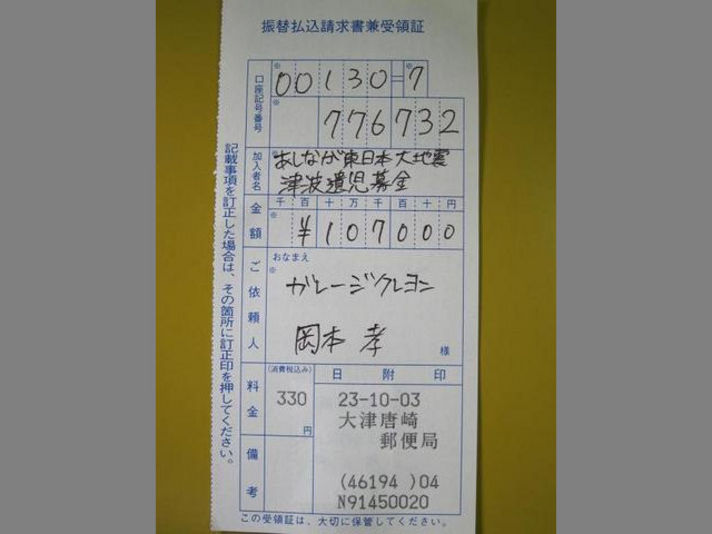 振替払込請求書兼受領証
口座記号番号
※
00130=7
※
776732
加入者名
※
あしなが東日本大地震
津波遺児募金
金額
千百十万千百十円
※
¥107000
ご依頼人
おなまえ
※
ガレージクレヨン
岡本 孝
様
料金
(消費税込み)
330
円
備考
日附印
23-10-03
大津唐崎
郵便局
(46194 )04
N91450020
記載事項を訂正した場合は、その箇所に訂正印を押してください。
この受領証は、大切に保管してください。